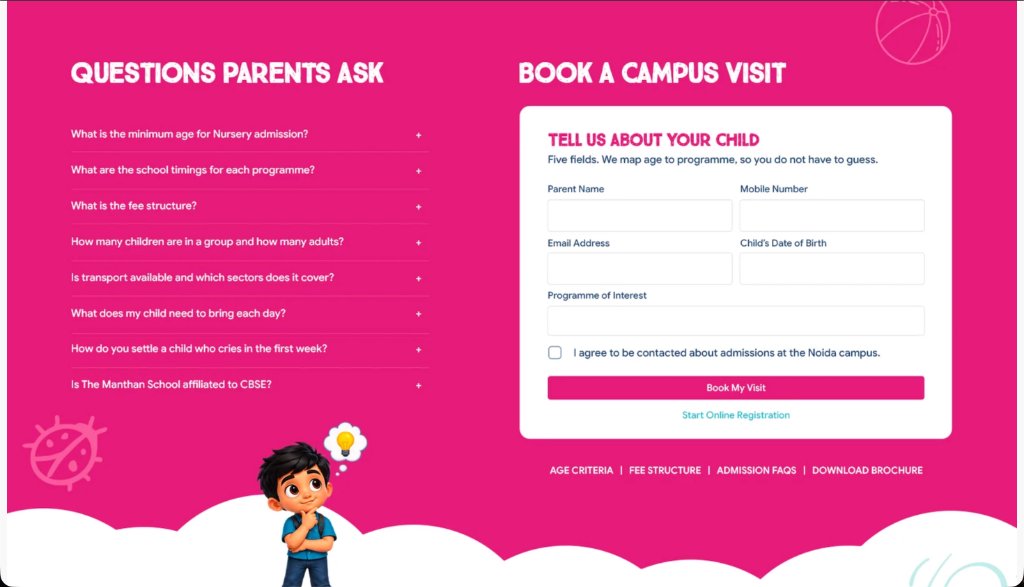 QUESTIONS PARENTS ASK
What is the minimum age for Nursery admission?
+
What are the school timings for each programme?
+
What is the fee structure?
+
How many children are in a group and how many adults?
+
Is transport available and which sectors does it cover?
+
What does my child need to bring each day?
+
How do you settle a child who cries in the first week?
+
Is The Manthan School affiliated to CBSE?
+
BOOK A CAMPUS VISIT
TELL US ABOUT YOUR CHILD
Five fields. We map age to programme, so you do not have to guess.
Parent Name
Mobile Number
Email Address
Child's Date of Birth
Programme of Interest
I agree to be contacted about admissions at the Noida campus.
Book My Visit
Start Online Registration
AGE CRITERIA | FEE STRUCTURE | ADMISSION FAQS | DOWNLOAD BROCHURE